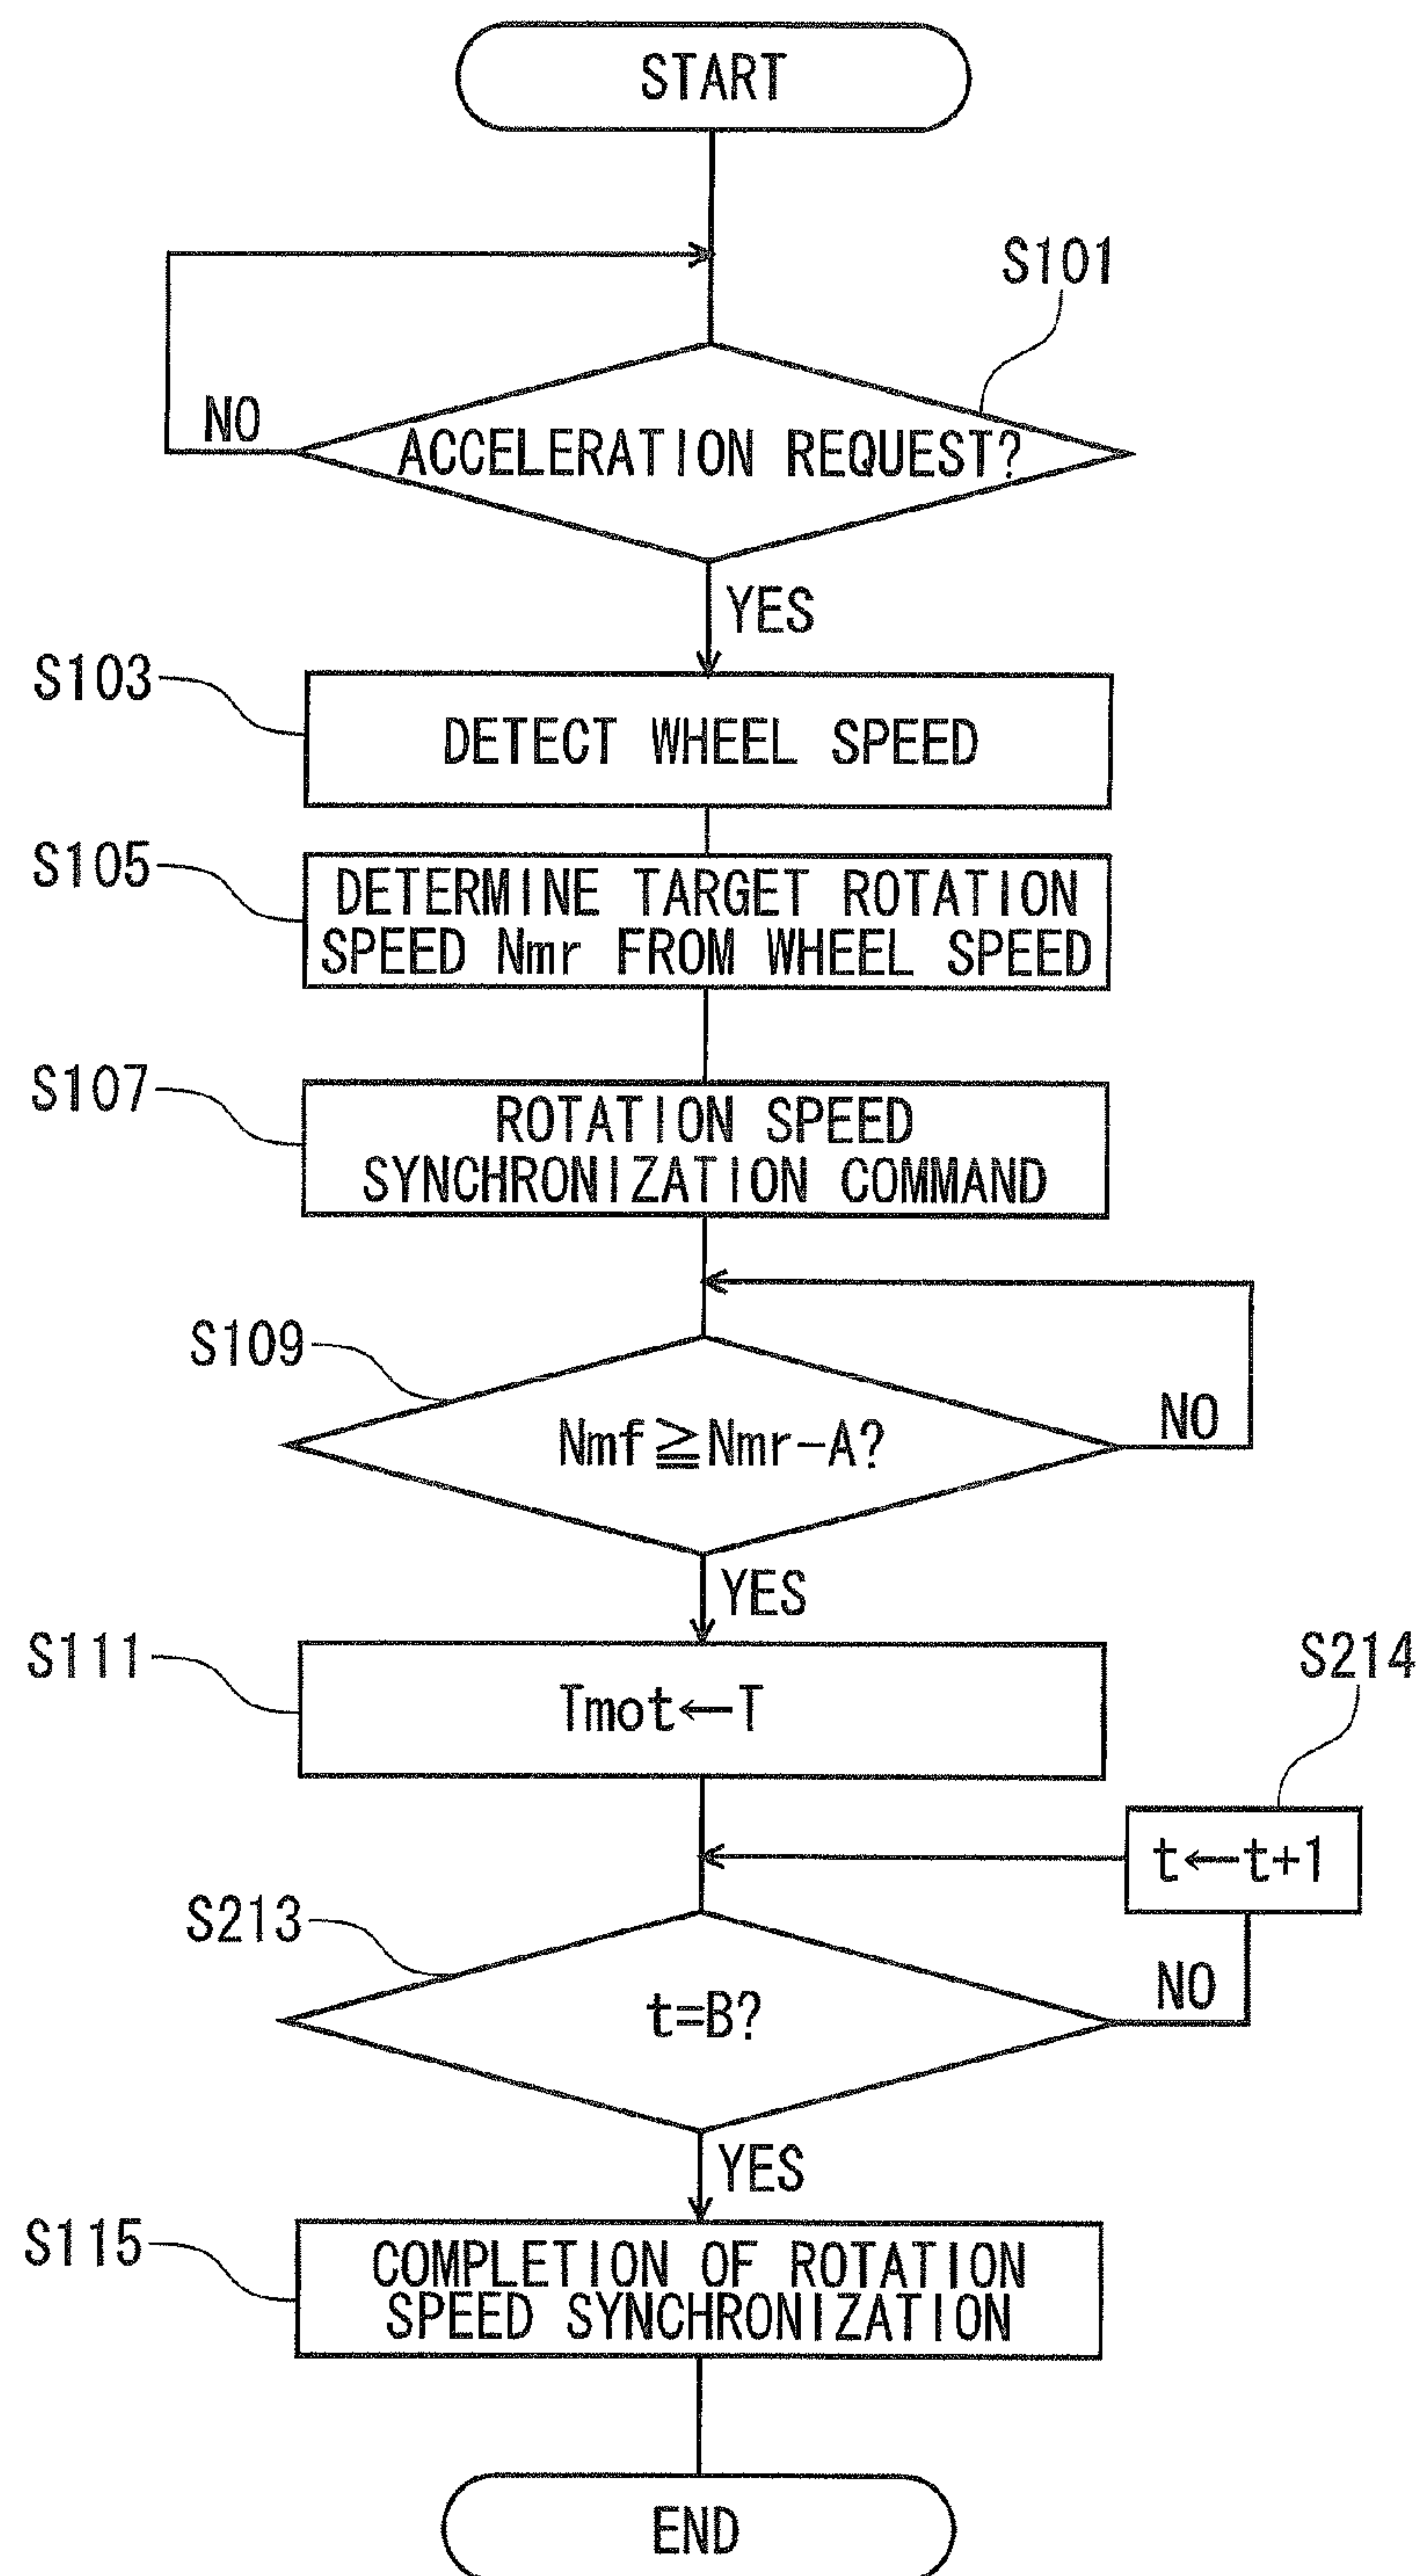 START
S101
NO
ACCELERATION REQUEST?
YES
S103
DETECT WHEEL SPEED
S105
DETERMINE TARGET ROTATION
SPEED Nmr FROM WHEEL SPEED
S107
ROTATION SPEED
SYNCHRONIZATION COMMAND
S109
Nmf≧Nmr-A?
NO
YES
S111
Tmot←T
S214
t←t+1
S213
t=B?
NO
YES
S115
COMPLETION OF ROTATION
SPEED SYNCHRONIZATION
END